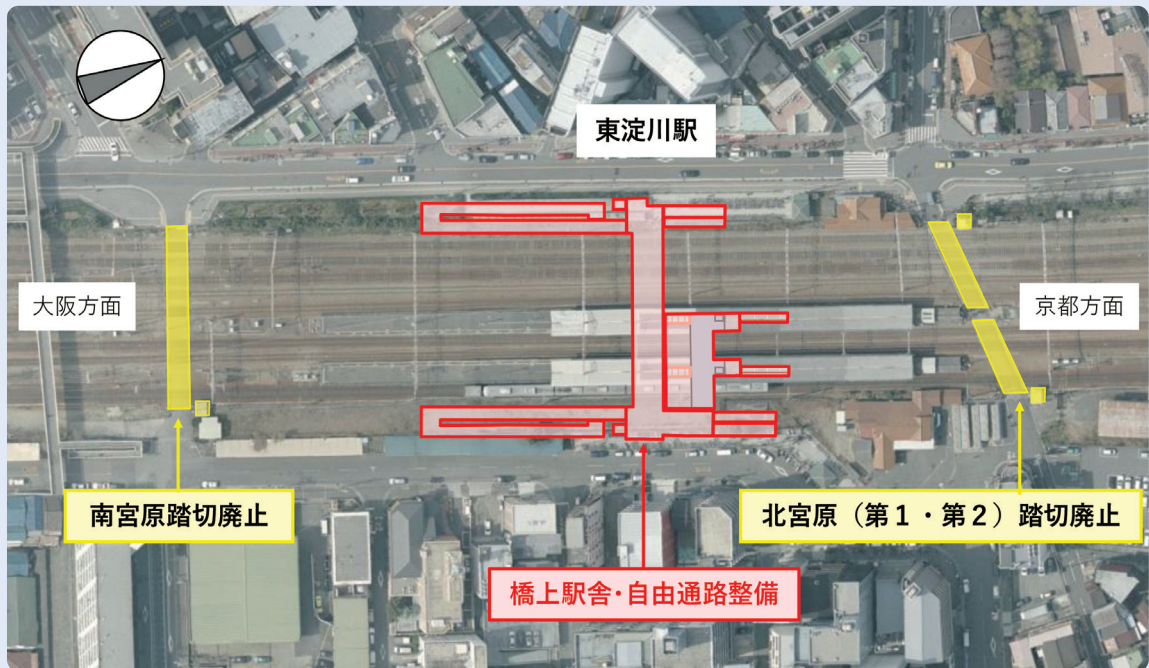 東淀川駅
大阪方面
京都方面
南宮原踏切廃止
北宮原（第１・第２）踏切廃止
橋上駅舎・自由通路整備